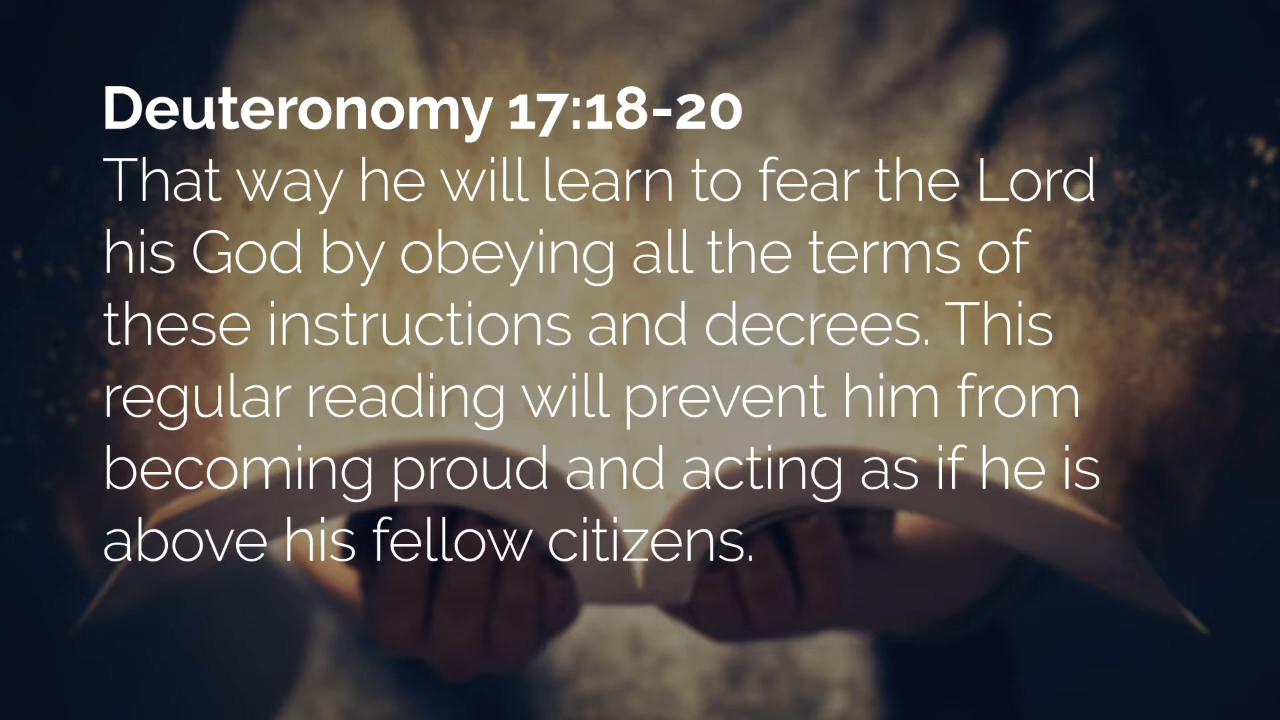 Deuteronomy 17:18-20
That way he will learn to fear the Lord
his God by obeying all the terms of
these instructions and decrees. This
regular reading will prevent him from
becoming proud and acting as if he is
above his fellow citizens.